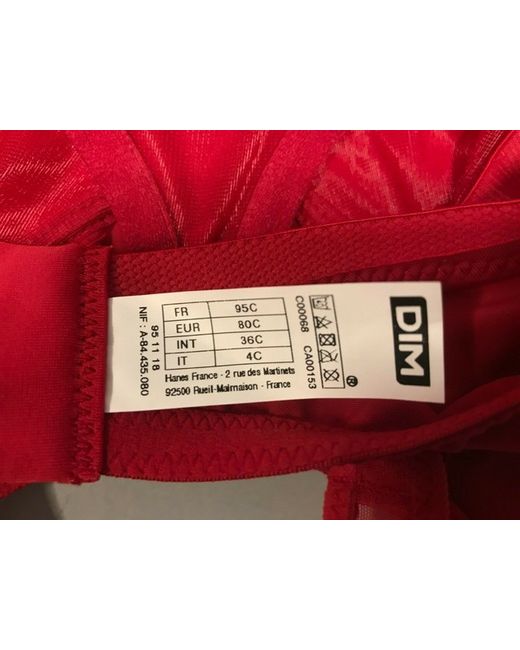 95 11 18
NIF : A-84.435.080
FR 95C
EUR 80C
INT 36C
IT 4C
Hanes France - 2 rue des Martinets
92500 Rueil-Malmaison - France
C00068 CA00153
DIM®